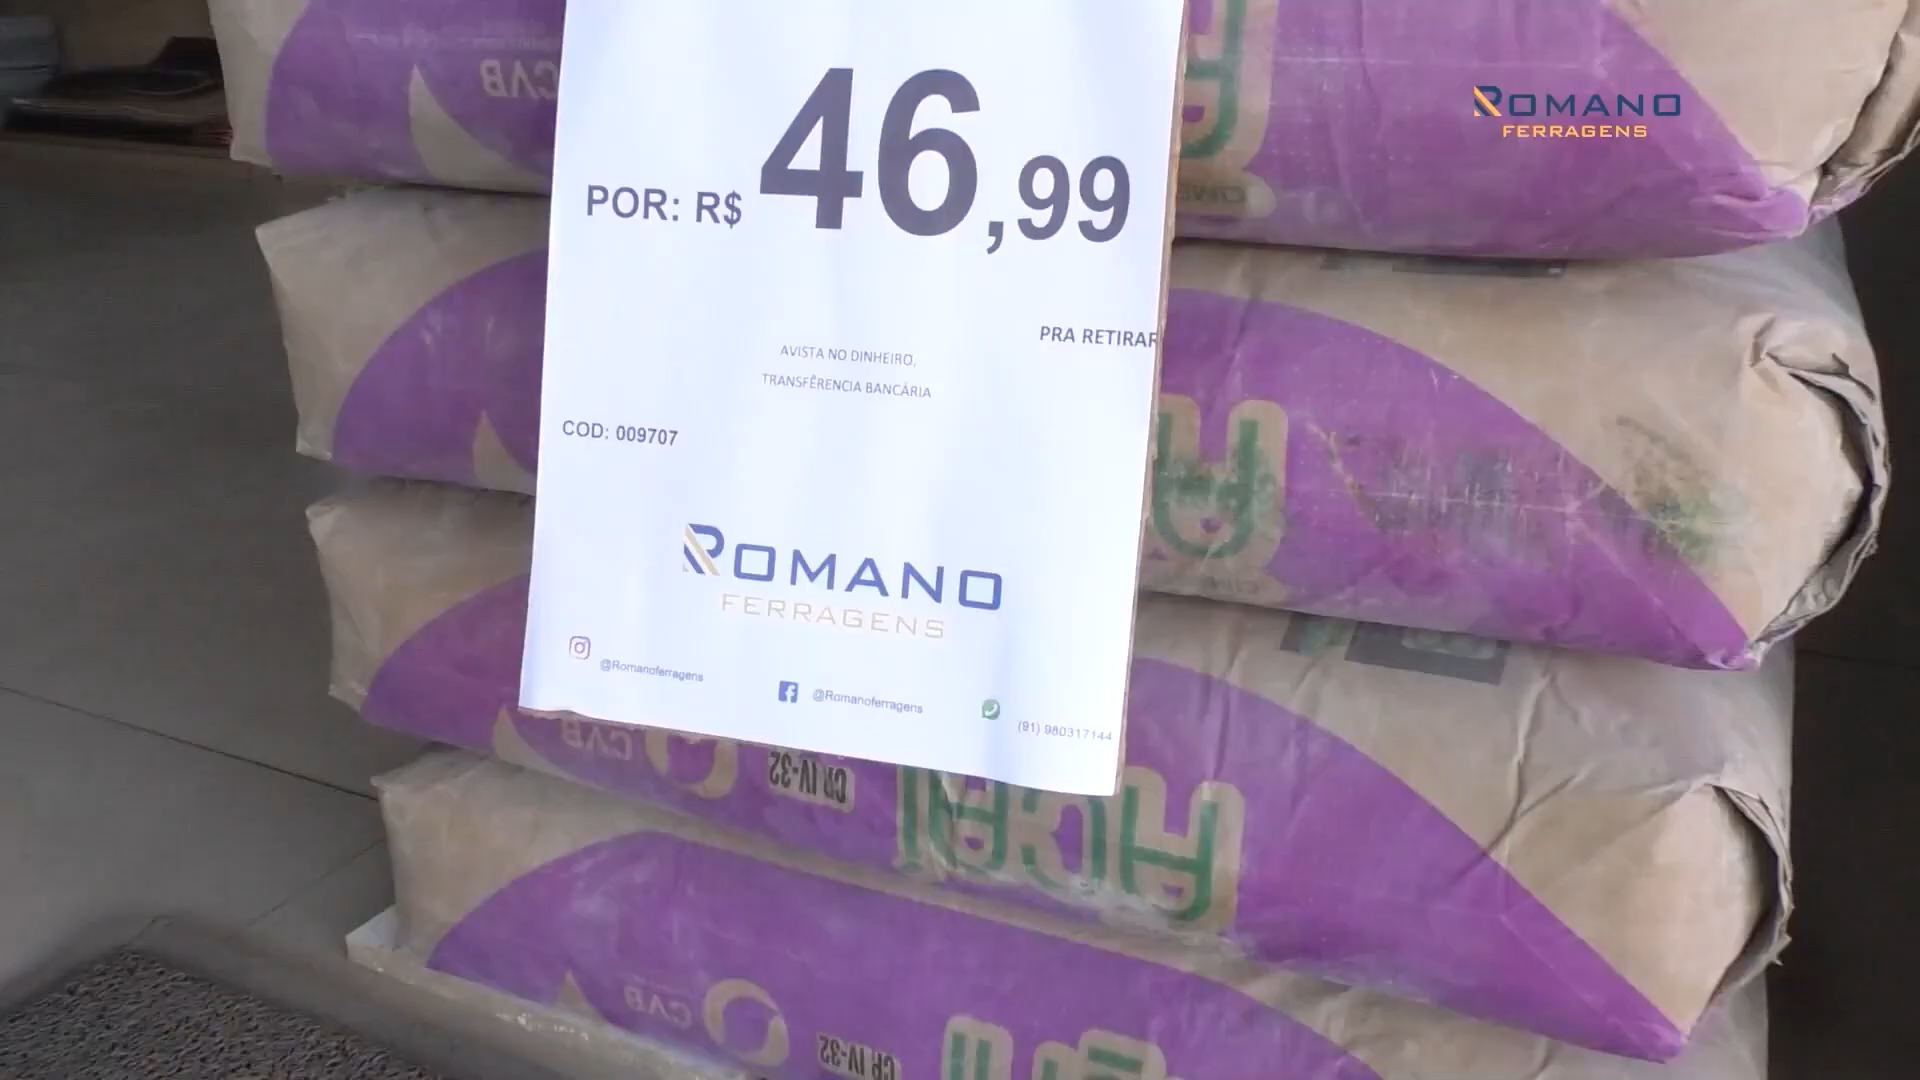 POR: R$ 46,99
PRA RETIRAR
AVISTA NO DINHEIRO,
TRANSFÊRENCIA BANCÁRIA
COD: 009707
ROMANO
FERRAGENS
@Romanoferragens
@Romanoferragens
(91) 980317144
ROMANO
FERRAGENS
CVB
CVB
CP IV-32
AÇAÍ
CVB
CP IV-32